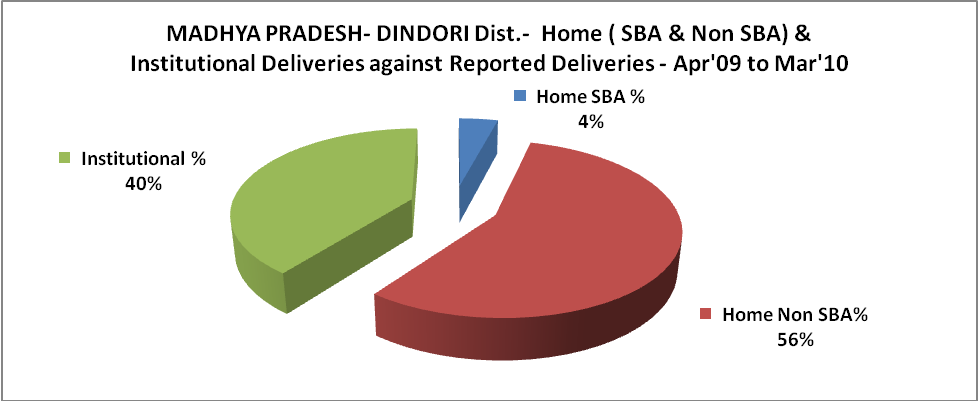 MADHYA PRADESH- DINDORI Dist.-  Home ( SBA & Non SBA) &
Institutional Deliveries against Reported Deliveries - Apr'09 to Mar'10
Home SBA %
4%
Institutional %
40%
Home Non SBA%
56%